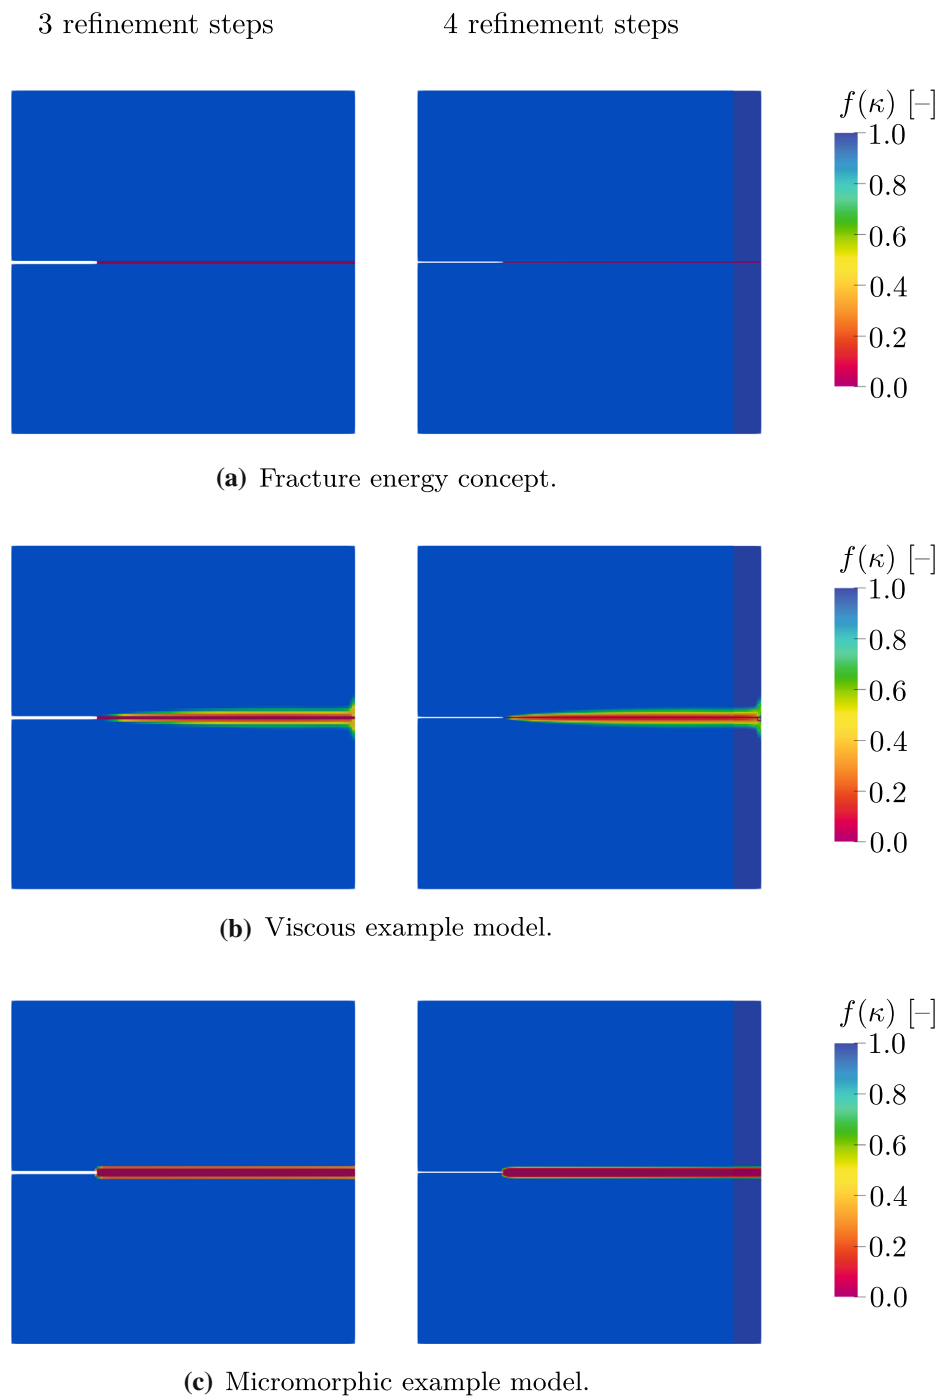 3 refinement steps 4 refinement steps
f(κ) [–]
1.0
0.8
0.6
0.4
0.2
0.0
(a) Fracture energy concept.
f(κ) [–]
1.0
0.8
0.6
0.4
0.2
0.0
(b) Viscous example model.
f(κ) [–]
1.0
0.8
0.6
0.4
0.2
0.0
(c) Micromorphic example model.